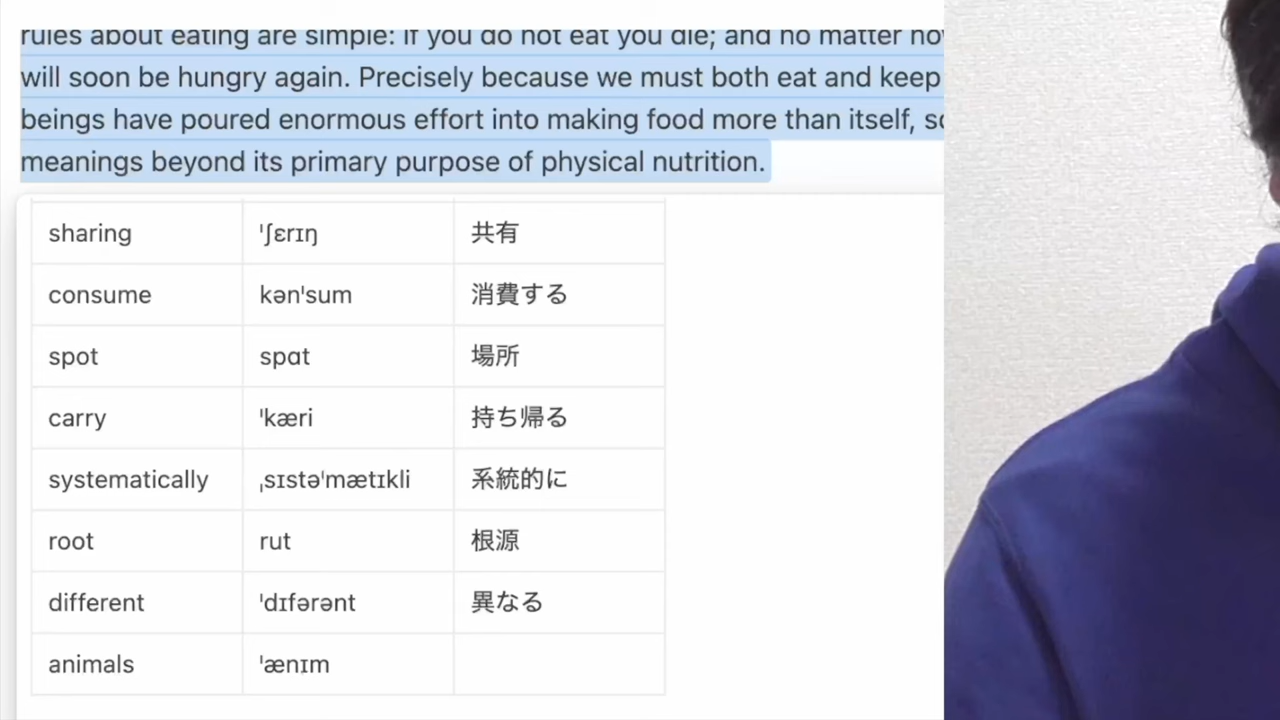 rules about eating are simple: if you do not eat you die; and no matter
will soon be hungry again. Precisely because we must both eat and keep
beings have poured enormous effort into making food more than itself,
meanings beyond its primary purpose of physical nutrition.
sharing ˈʃɛrɪŋ 共有
consume kənˈsum 消費する
spot spɑt 場所
carry ˈkæri 持ち帰る
systematically ˌsɪstəˈmætɪkli 系統的に
root rut 根源
different ˈdɪfərənt 異なる
animals ˈænɪm